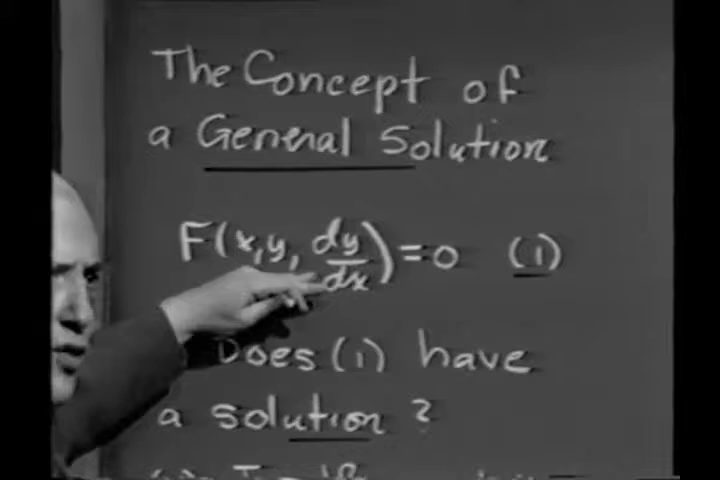 The Concept of
a General Solution
F(x,y, dy/dx) = 0 (1)
Does (1) have
a solution ?